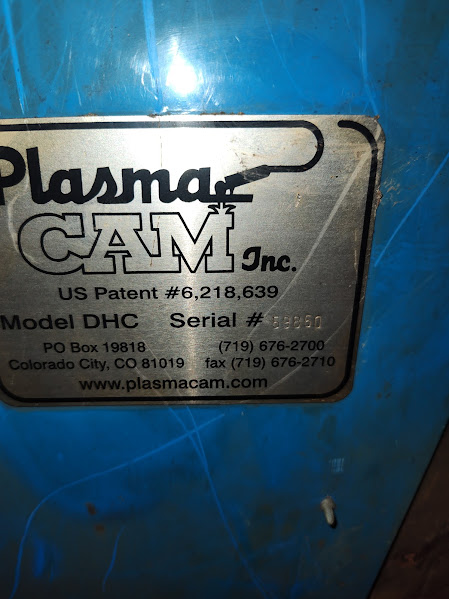 Plasma
CAM Inc.
US Patent #6,218,639
Model DHC Serial #
PO Box 19818 (719) 676-2700
Colorado City, CO 81019 fax (719) 676-2710
www.plasmacam.com